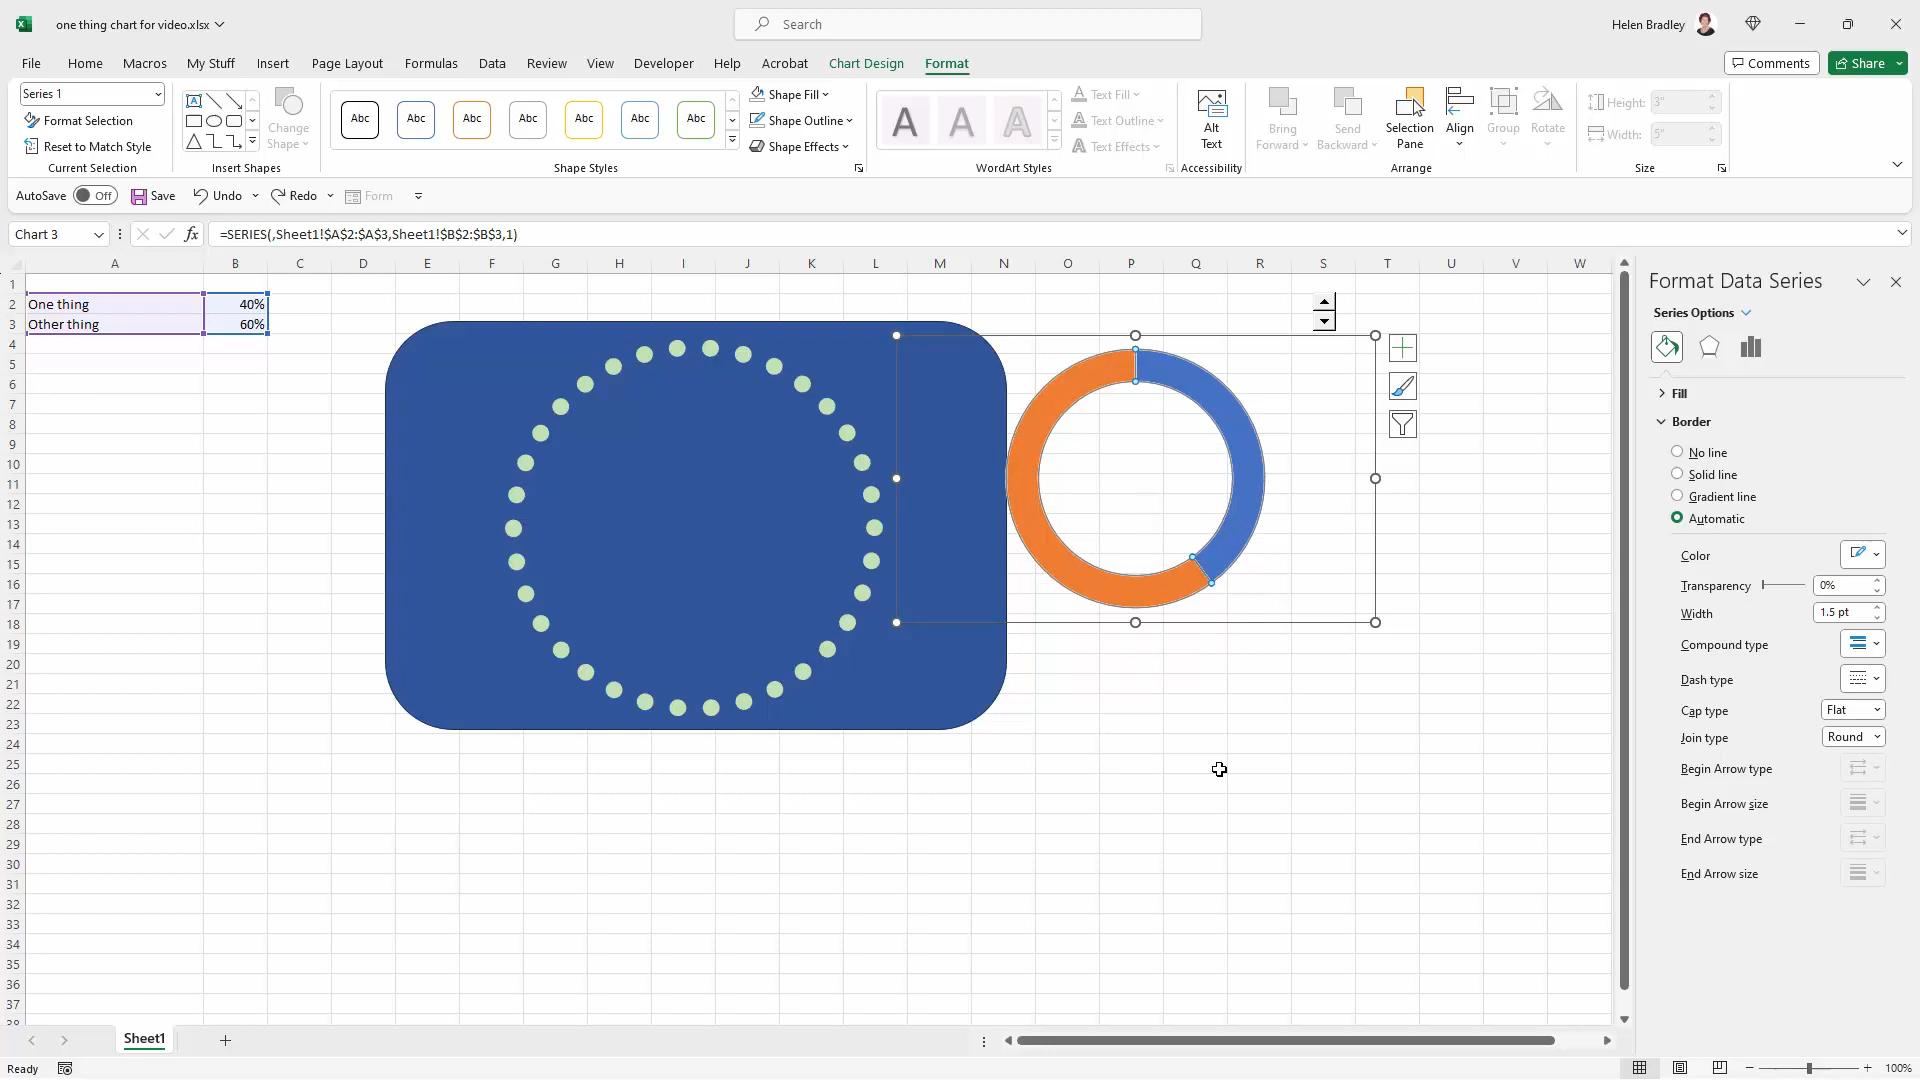 one thing chart for video.xlsx
Search
Helen Bradley
File Home Macros My Stuff Insert Page Layout Formulas Data Review View Developer Help Acrobat Chart Design Format
Comments Share
Series 1
Format Selection
Reset to Match Style
Current Selection
Change Shape
Insert Shapes
Abc Abc Abc Abc Abc Abc Abc
Shape Fill
Shape Outline
Shape Effects
Shape Styles
A A A
Text Fill
Text Outline
Text Effects
WordArt Styles
Alt Text
Accessibility
Bring Forward
Send Backward
Selection Pane
Align
Group
Rotate
Arrange
Height: 3"
Width: 5"
Size
AutoSave Off Save Undo Redo Form
Chart 3 fx =SERIES(,Sheet1!$A$2:$A$3,Sheet1!$B$2:$B$3,1)
A B C D E F G H I J K L M N O P Q R S T U V W
1
2 One thing 40%
3 Other thing 60%
4
5
6
7
8
9
10
11
12
13
14
15
16
17
18
19
20
21
22
23
24
25
26
27
28
29
30
31
32
33
34
35
36
37
38
Format Data Series
Series Options
Fill
Border
No line
Solid line
Gradient line
Automatic
Color
Transparency 0%
Width 1.5 pt
Compound type
Dash type
Cap type Flat
Join type Round
Begin Arrow type
Begin Arrow size
End Arrow type
End Arrow size
Sheet1
Ready
100%